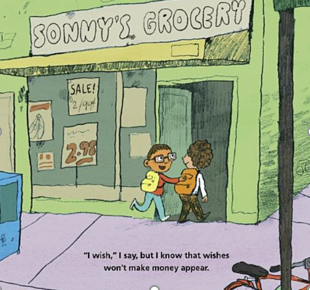 SONNY'S GROCERY
SALE!
2.98
"I wish," I say, but I know that wishes
won't make money appear.